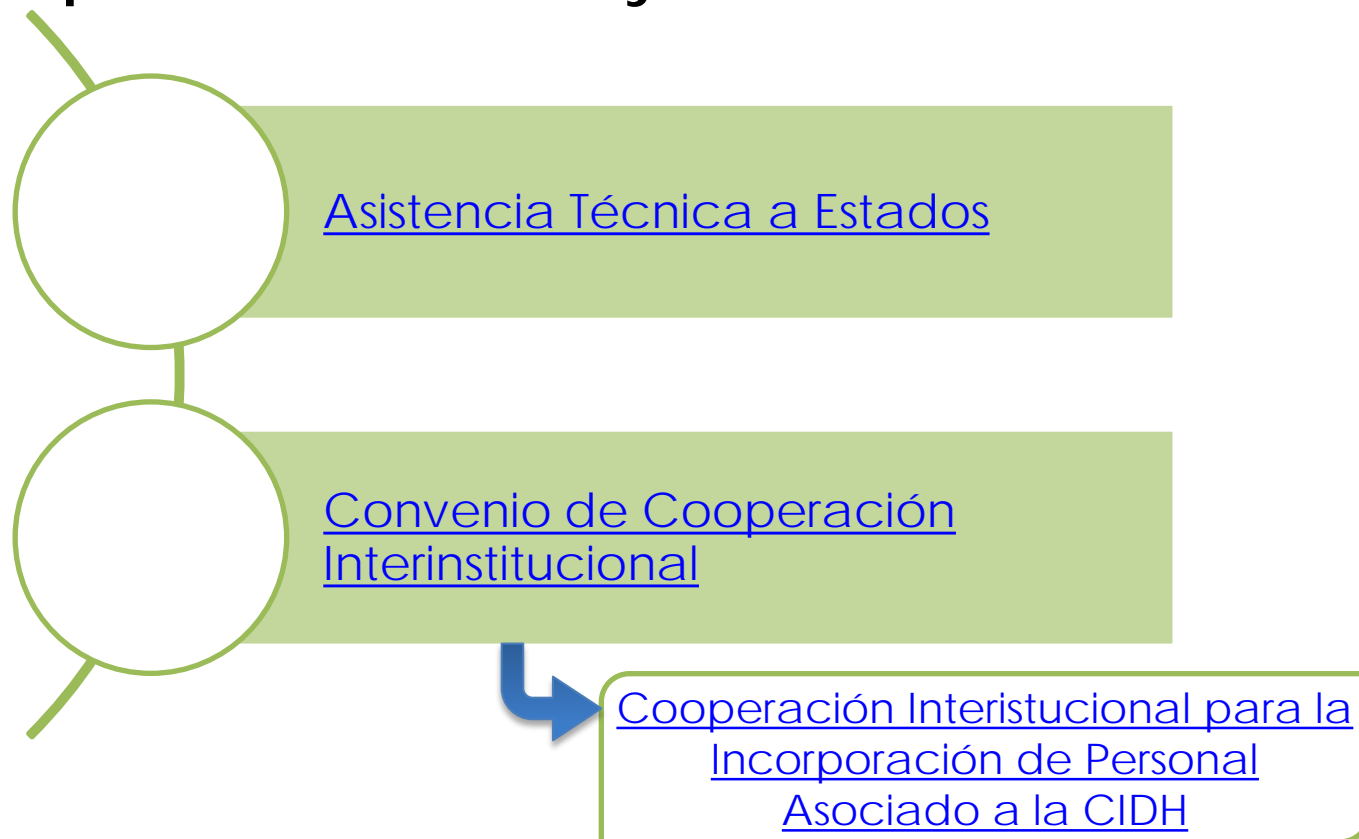 Asistencia Técnica a Estados
Convenio de Cooperación
Interinstitucional
Cooperación Interistucional para la
Incorporación de Personal
Asociado a la CIDH